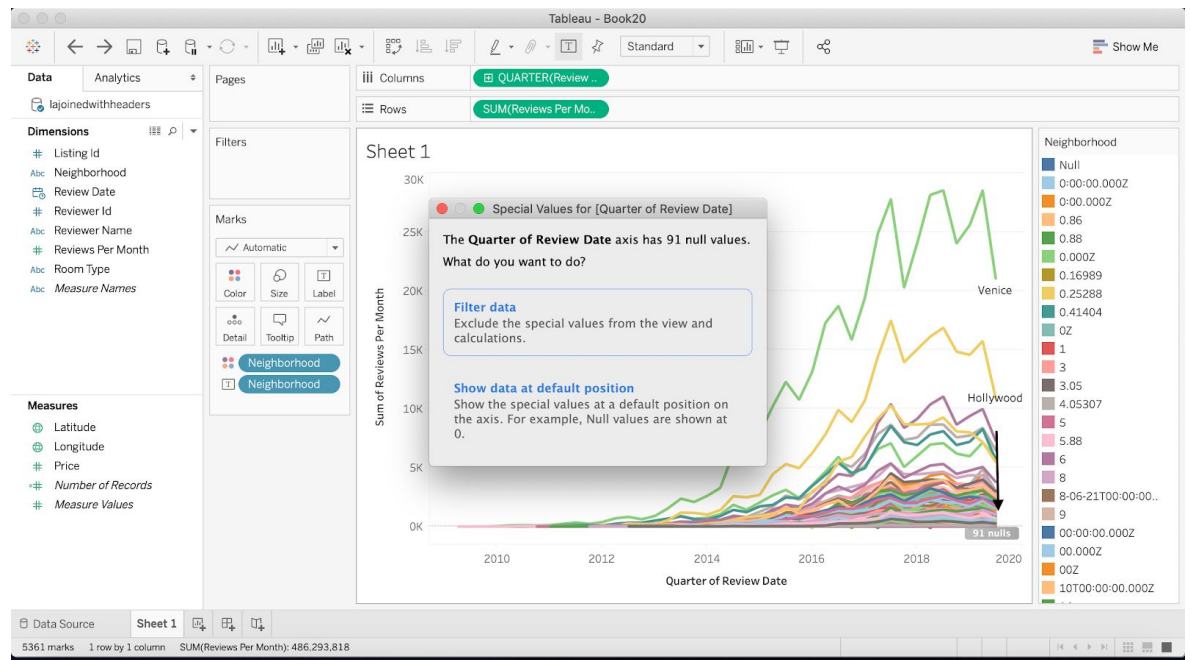 Tableau - Book20
Standard
Show Me
Data
Analytics
Pages
Columns
QUARTER(Review ..
lajoinedwithheaders
Rows
SUM(Reviews Per Mo..
Dimensions
Listing Id
Abc Neighborhood
Review Date
Reviewer Id
Abc Reviewer Name
Reviews Per Month
Abc Room Type
Abc Measure Names
Measures
Latitude
Longitude
Price
Number of Records
Measure Values
Filters
Marks
Automatic
Color
Size
Label
Detail
Tooltip
Path
Neighborhood
Neighborhood
Sheet 1
30K
25K
20K
15K
10K
5K
0K
Sum of Reviews Per Month
Special Values for [Quarter of Review Date]
The Quarter of Review Date axis has 91 null values.
What do you want to do?
Filter data
Exclude the special values from the view and
calculations.
Show data at default position
Show the special values at a default position on
the axis. For example, Null values are shown at
0.
Venice
Hollywood
91 nulls
2010
2012
2014
2016
2018
2020
Quarter of Review Date
Neighborhood
Null
0:00:00.000Z
0:00.000Z
0.86
0.88
0.000Z
0.16989
0.25288
0.41404
0Z
1
3
3.05
4.05307
5
5.88
6
8
8-06-21T00:00:00..
9
00:00:00.000Z
00.000Z
00Z
10T00:00:00.000Z
Data Source
Sheet 1
5361 marks
1 row by 1 column
SUM(Reviews Per Month): 486,293,818